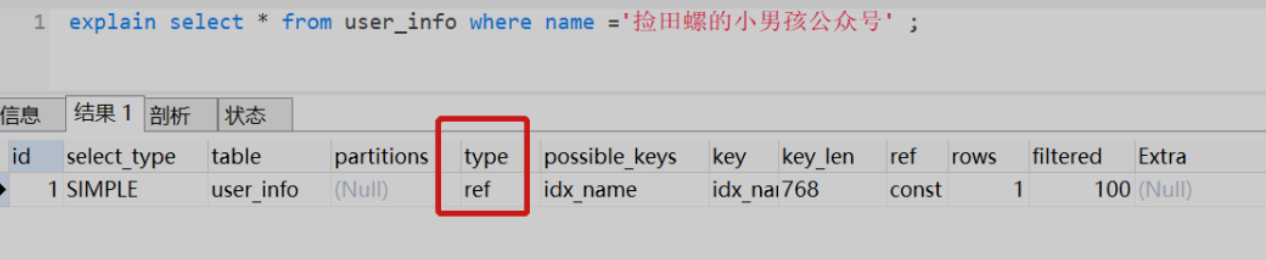 1 explain select * from user_info where name ='捡田螺的小男孩公众号' ;
信息 结果 1 剖析 状态
id select_type table partitions type possible_keys key key_len ref rows filtered Extra
1 SIMPLE user_info (Null) ref idx_name idx_nai 768 const 1 100 (Null)